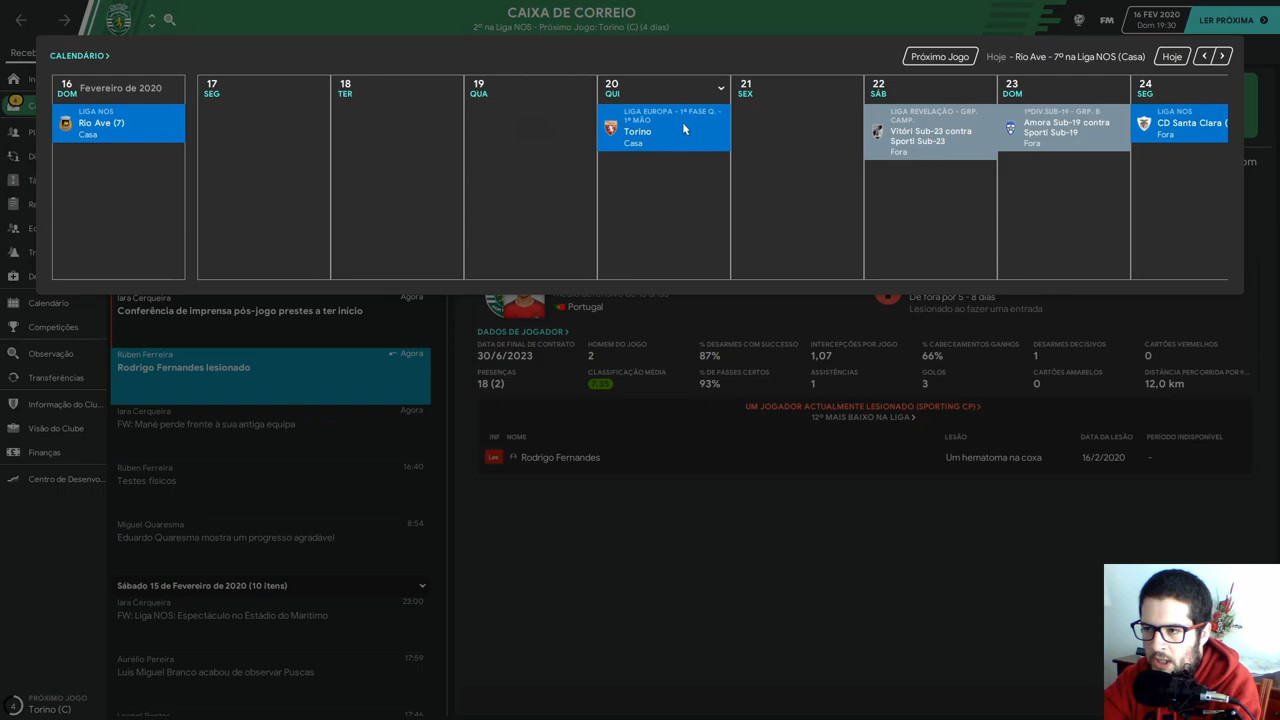 CAIXA DE CORREIO
2º na Liga NOS - Próximo Jogo: Torino (C) (4 dias)
FM
16 FEV 2020
Dom 19:30
LER PRÓXIMA
CALENDÁRIO >
Próximo Jogo
Hoje - Rio Ave - 7º na Liga NOS (Casa)
Hoje
16 Fevereiro de 2020
DOM
LIGA NOS
Rio Ave (7)
Casa
17
SEG
18
TER
19
QUA
20
QUI
LIGA EUROPA - 1ª FASE Q. -
1ª MÃO
Torino
Casa
21
SEX
22
SÁB
LIGA REVELAÇÃO - GRP.
CAMP.
Vitóri Sub-23 contra
Sporti Sub-23
Fora
23
DOM
1ªDIV.SUB-19 - GRP. B
Amora Sub-19 contra
Sporti Sub-19
Fora
24
SEG
LIGA NOS
CD Santa Clara (
Fora
Calendário
Competições
Observação
Transferências
Informação do Clu...
Visão do Clube
Finanças
Centro de Desenvo...
PRÓXIMO JOGO
4
Torino (C)
Iara Cerqueira
Agora
Conferência de imprensa pós-jogo prestes a ter início
Rúben Ferreira
Agora
Rodrigo Fernandes lesionado
Iara Cerqueira
Agora
FW: Mané perde frente à sua antiga equipa
Rúben Ferreira
16:40
Testes físicos
Miguel Quaresma
8:54
Eduardo Quaresma mostra um progresso agradável
Sábado 15 de Fevereiro de 2020 (10 itens)
Iara Cerqueira
23:00
FW: Liga NOS: Espectáculo no Estádio do Marítimo
Aurélio Pereira
17:59
Luís Miguel Branco acabou de observar Puscas
17:46
Portugal
De fora por 5 - 8 dias
Lesionado ao fazer uma entrada
DADOS DE JOGADOR >
DATA DE FINAL DE CONTRATO
30/6/2023
HOMEM DO JOGO
2
% DESARMES COM SUCESSO
87%
INTERCEPÇÕES POR JOGO
1,07
% CABECEAMENTOS GANHOS
66%
DESARMES DECISIVOS
1
CARTÕES VERMELHOS
0
PRESENÇAS
18 (2)
CLASSIFICAÇÃO MÉDIA
7.33
% DE PASSES CERTOS
93%
ASSISTÊNCIAS
1
GOLOS
3
CARTÕES AMARELOS
0
DISTÂNCIA PERCORRIDA POR 9...
12,0 km
UM JOGADOR ACTUALMENTE LESIONADO (SPORTING CP) >
12º MAIS BAIXO NA LIGA >
INF NOME
LESÃO
DATA DA LESÃO
PERÍODO INDISPONÍVEL
Les
Rodrigo Fernandes
Um hematoma na coxa
16/2/2020
-